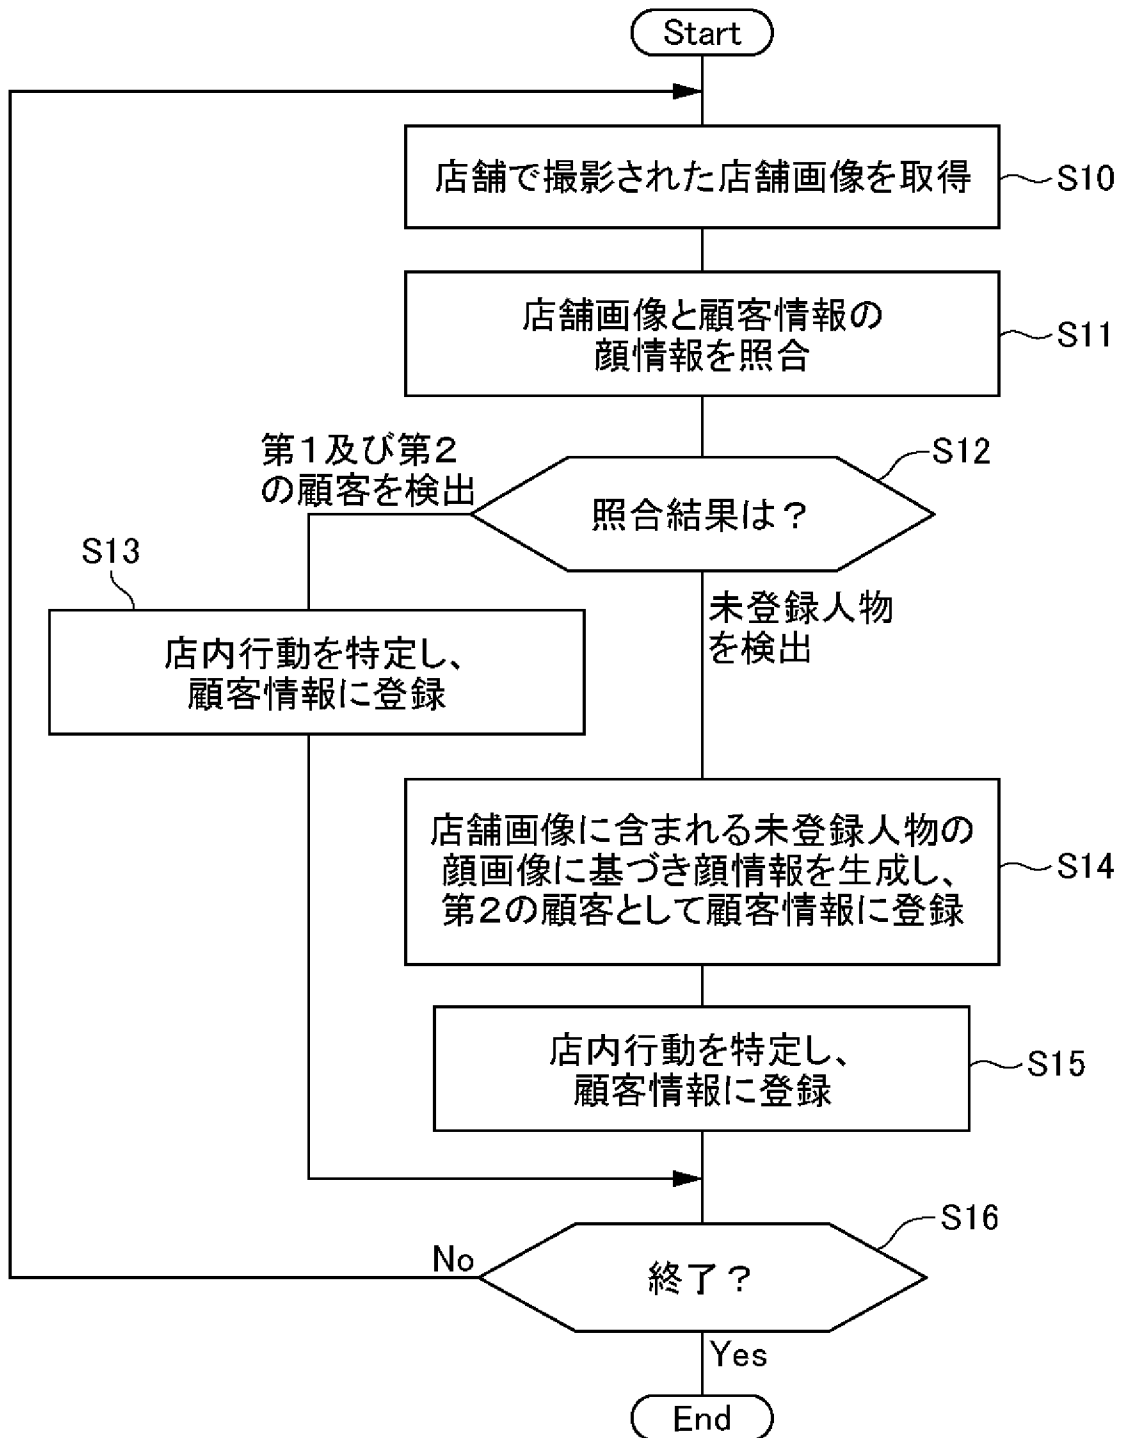 Start
店舗で撮影された店舗画像を取得
S10
店舗画像と顧客情報の
顔情報を照合
S11
第1及び第2
の顧客を検出
S12
照合結果は？
S13
未登録人物
を検出
店内行動を特定し、
顧客情報に登録
店舗画像に含まれる未登録人物の
顔画像に基づき顔情報を生成し、
第2の顧客として顧客情報に登録
S14
店内行動を特定し、
顧客情報に登録
S15
S16
No
終了？
Yes
End